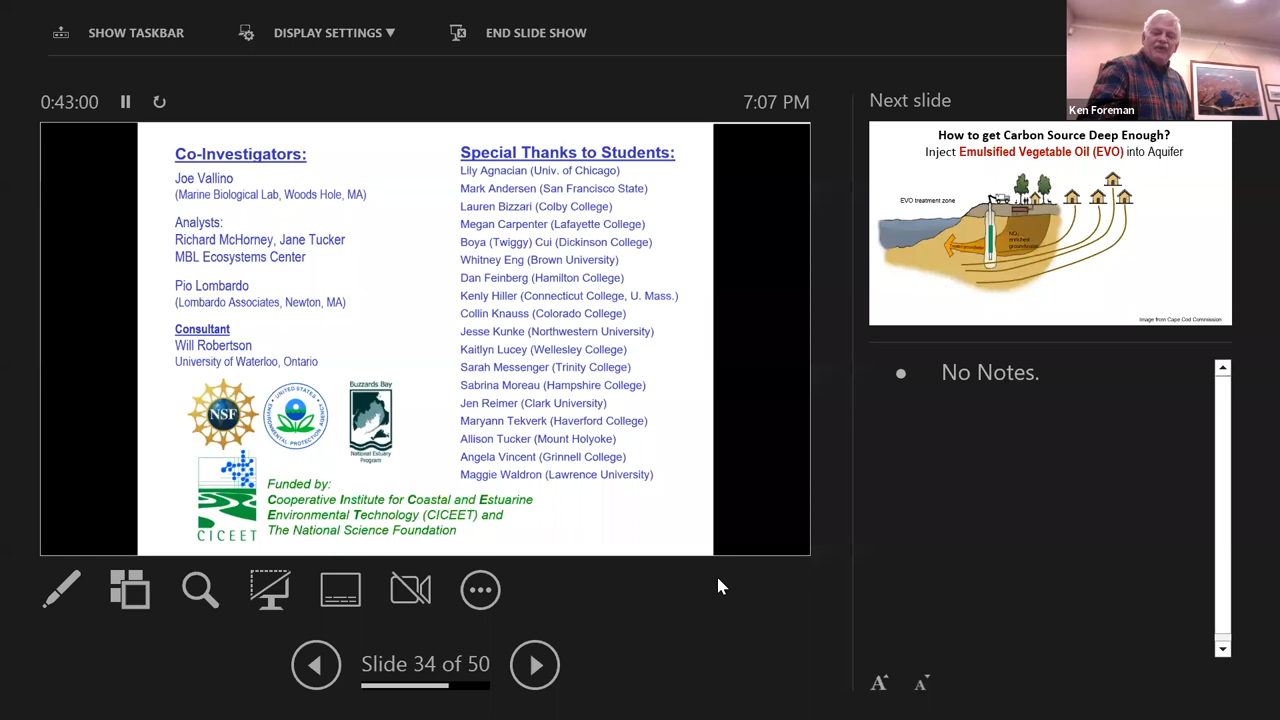 SHOW TASKBAR
DISPLAY SETTINGS ▼
END SLIDE SHOW
Ken Foreman
0:43:00
7:07 PM
Next slide
Co-Investigators:
Joe Vallino
(Marine Biological Lab, Woods Hole, MA)
Analysts:
Richard McHorney, Jane Tucker
MBL Ecosystems Center
Pio Lombardo
(Lombardo Associates, Newton, MA)
Consultant
Will Robertson
University of Waterloo, Ontario
NSF
UNITED STATES
ENVIRONMENTAL PROTECTION AGENCY
Buzzards Bay
National Estuary
Program
CICEET
Funded by:
Cooperative Institute for Coastal and Estuarine
Environmental Technology (CICEET) and
The National Science Foundation
Special Thanks to Students:
Lily Agnacian (Univ. of Chicago)
Mark Andersen (San Francisco State)
Lauren Bizzari (Colby College)
Megan Carpenter (Lafayette College)
Boya (Twiggy) Cui (Dickinson College)
Whitney Eng (Brown University)
Dan Feinberg (Hamilton College)
Kenly Hiller (Connecticut College, U. Mass.)
Collin Knauss (Colorado College)
Jesse Kunke (Northwestern University)
Kaitlyn Lucey (Wellesley College)
Sarah Messenger (Trinity College)
Sabrina Moreau (Hampshire College)
Jen Reimer (Clark University)
Maryann Tekverk (Haverford College)
Allison Tucker (Mount Holyoke)
Angela Vincent (Grinnell College)
Maggie Waldron (Lawrence University)
How to get Carbon Source Deep Enough?
Inject Emulsified Vegetable Oil (EVO) into Aquifer
EVO treatment zone
NO3
enriched
groundwater
Image from Cape Cod Commission
• No Notes.
Slide 34 of 50
A A